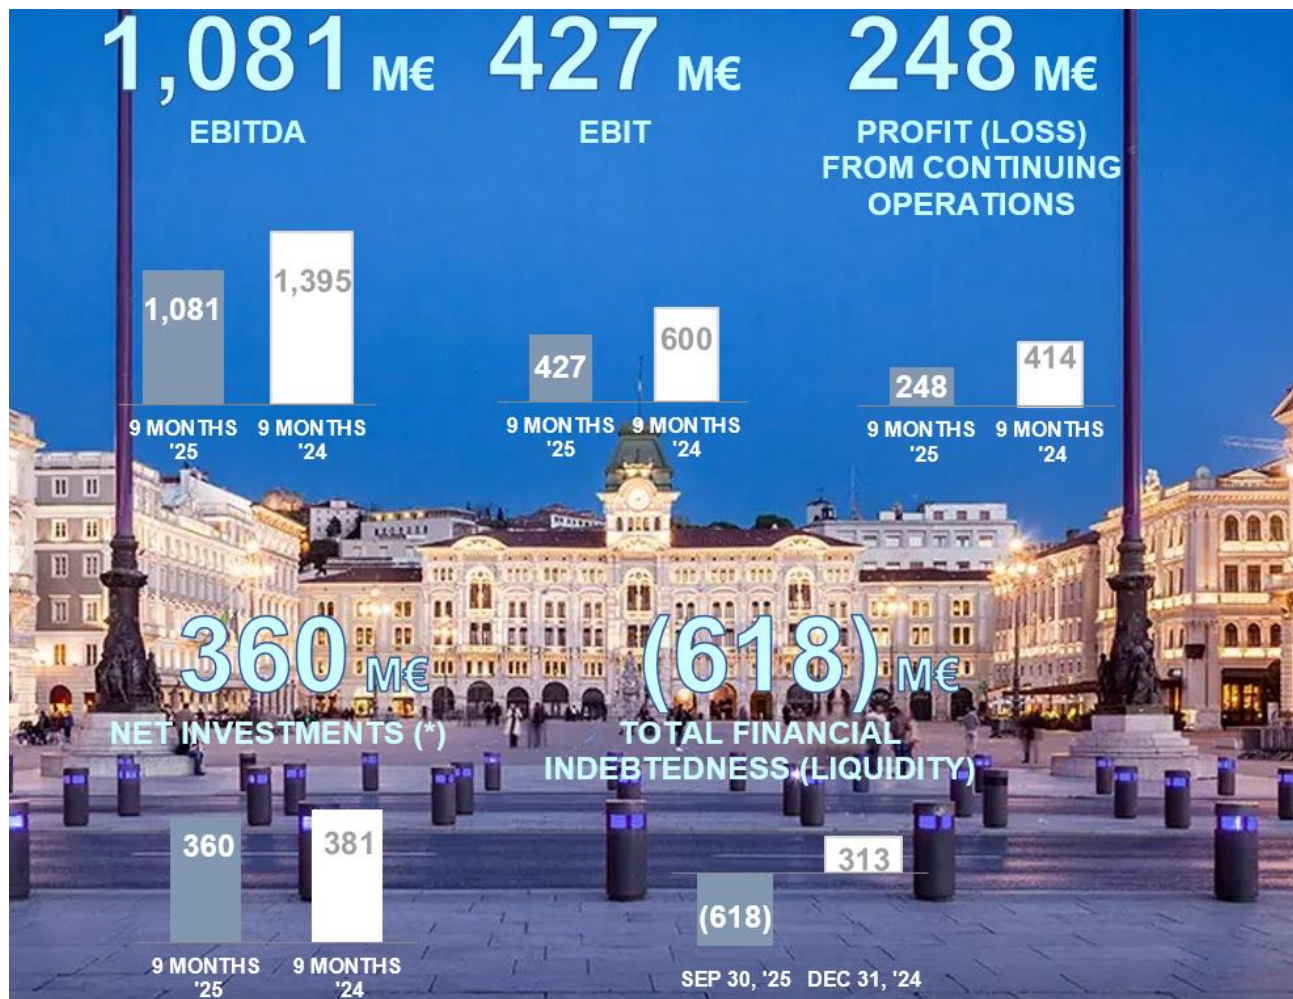 1,081 M€
EBITDA
427 M€
EBIT
248 M€
PROFIT (LOSS)
FROM CONTINUING
OPERATIONS
1,081
1,395
9 MONTHS
'25
9 MONTHS
'24
427
600
9 MONTHS
'25
9 MONTHS
'24
248
414
9 MONTHS
'25
9 MONTHS
'24
360 M€
NET INVESTMENTS (*)
(618) M€
TOTAL FINANCIAL
INDEBTEDNESS (LIQUIDITY)
360
381
9 MONTHS
'25
9 MONTHS
'24
(618)
313
SEP 30, '25
DEC 31, '24